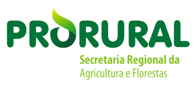 PRORURAL
Secretaria Regional da
Agricultura e Florestas